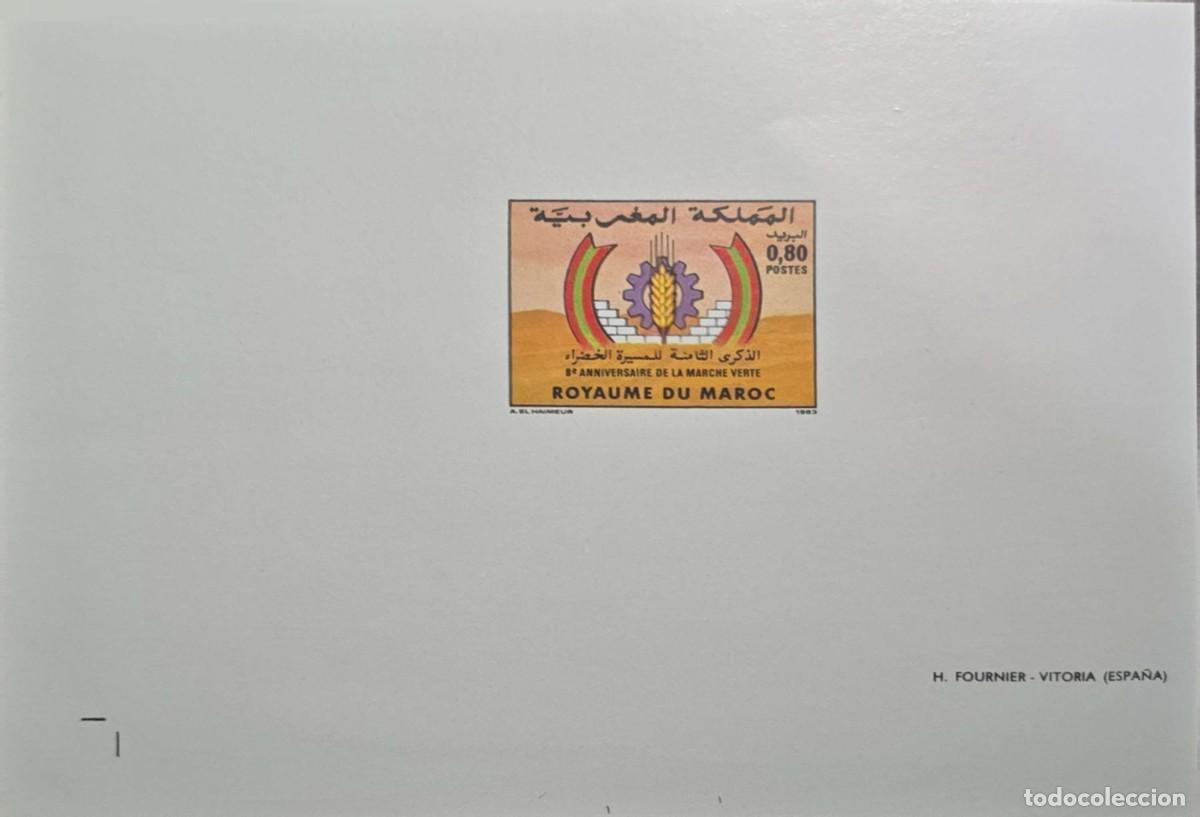 المملكة المغربية
البريد
0,80
POSTES
الذكرى الثامنة للمسيرة الخضراء
8e ANNIVERSAIRE DE LA MARCHE VERTE
ROYAUME DU MAROC
A. EL HAIMEUR 1983
H. FOURNIER - VITORIA (ESPAÑA)
todocoleccion